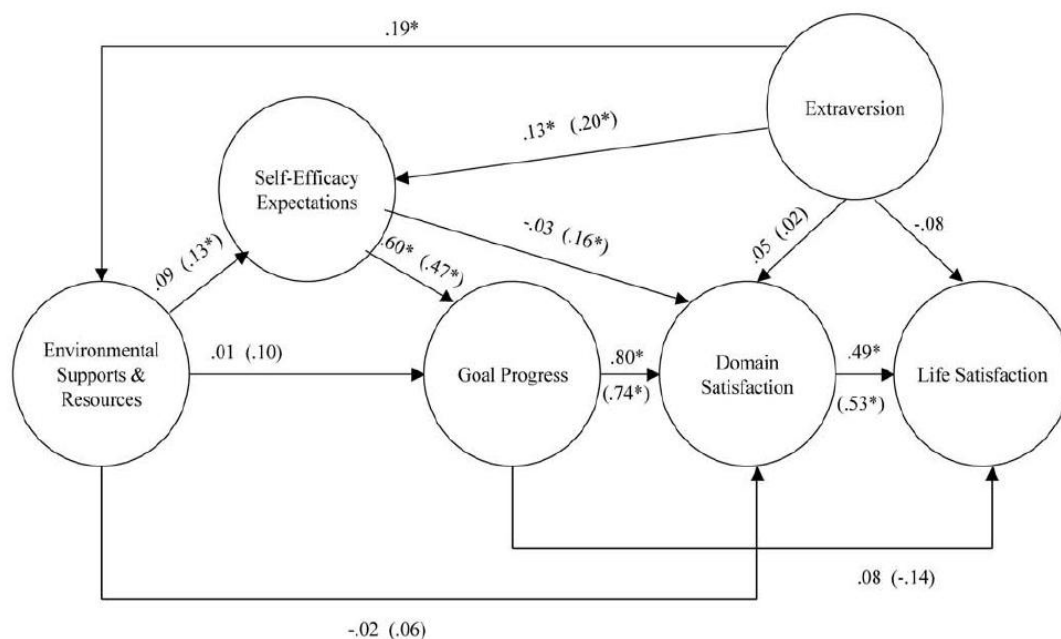 .19*
Extraversion
.13* (.20*)
Self-Efficacy
Expectations
-.03 (.16*)
.05 (.02)
-.08
.60* (.47*)
.09 (.13*)
Environmental
Supports &
Resources
.01 (.10)
Goal Progress
.80*
(.74*)
Domain
Satisfaction
.49*
(.53*)
Life Satisfaction
.08 (-.14)
-.02 (.06)